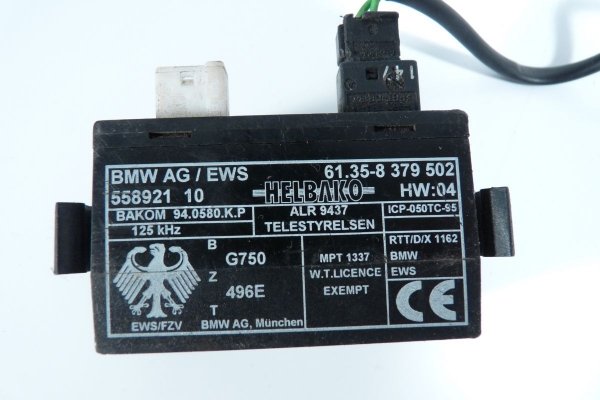 BMW AG / EWS 61.35-8 379 502
558921 10 HELBAKO HW:04
BAKOM 94.0580.K.P ALR 9437 ICP-050TC-95
125 kHz TELESTYRELSEN
B G750 MPT 1337 RTT/D/X 1162
Z W.T.LICENCE BMW
496E EXEMPT EWS
T CE
EWS/FZV BMW AG, München